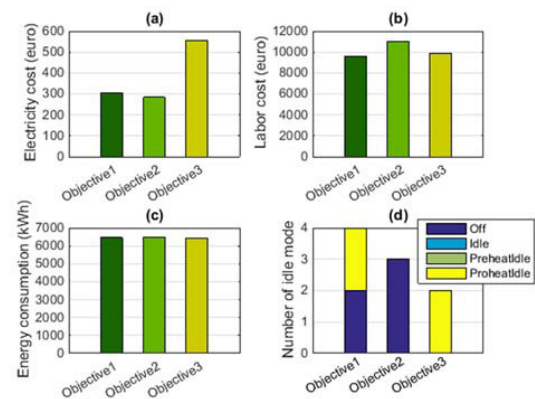 (a)
Electricity cost (euro)
600
500
400
300
200
100
0
Objective1
Objective2
Objective3
(b)
Labor cost (euro)
12000
10000
8000
6000
4000
2000
0
Objective1
Objective2
Objective3
(c)
Energy consumption (kWh)
7000
6000
5000
4000
3000
2000
1000
0
Objective1
Objective2
Objective3
(d)
Number of idle mode
4
3
2
1
0
Objective1
Objective2
Objective3
Off
Idle
PreheatIdle
ProheatIdle